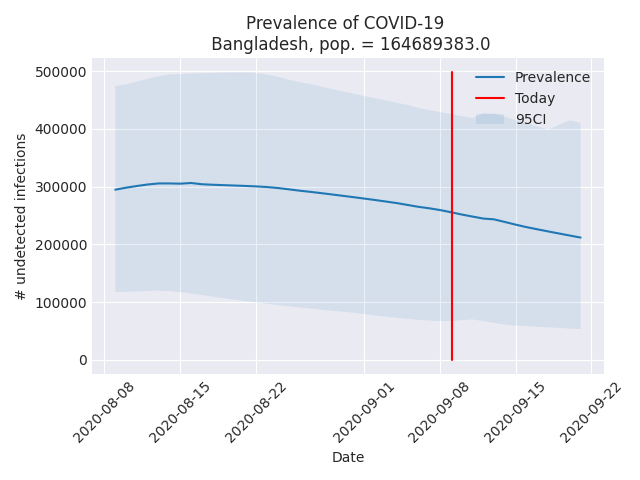 Prevalence of COVID-19
Bangladesh, pop. = 164689383.0
Prevalence
Today
95CI
# undetected infections
500000
400000
300000
200000
100000
0
2020-08-08
2020-08-15
2020-08-22
2020-09-01
2020-09-08
2020-09-15
2020-09-22
Date